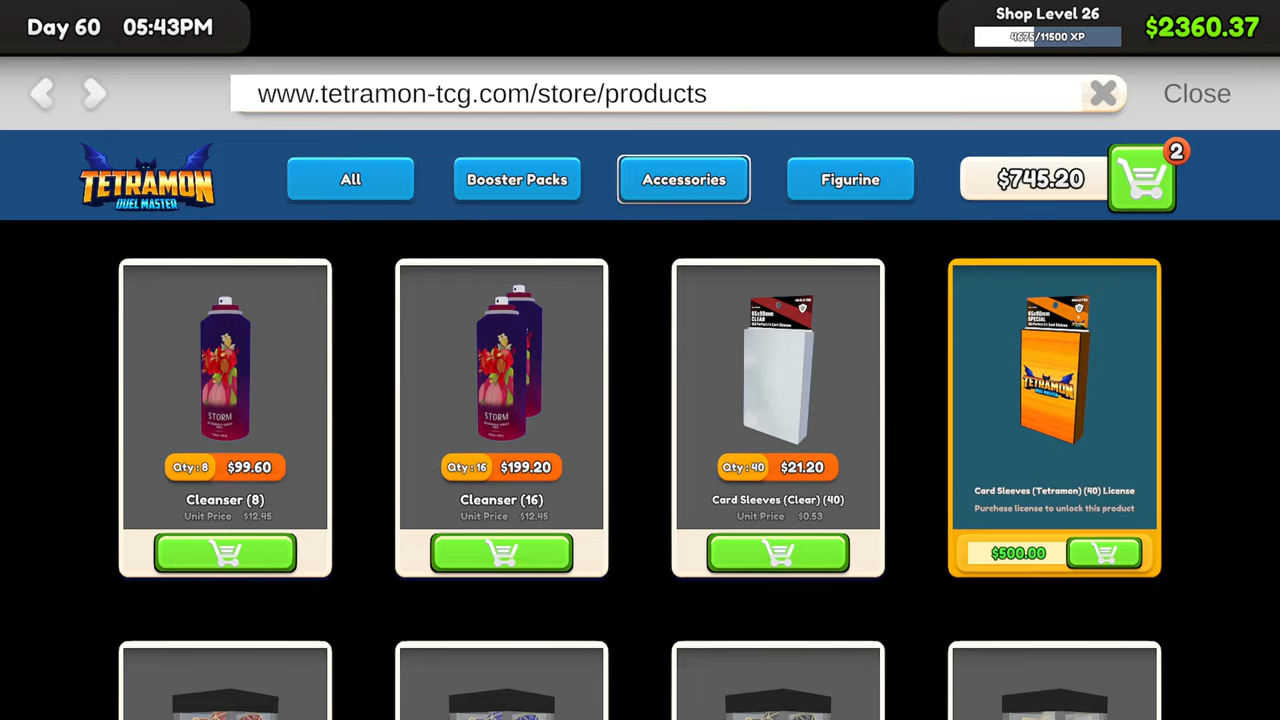 Day 60 05:43PM
Shop Level 26
4675/11500 XP
$2360.37
www.tetramon-tcg.com/store/products
Close
TETRAMON
DUEL MASTER
All
Booster Packs
Accessories
Figurine
$745.20
2
STORM
STORM
CLEAR
SPECIAL
TETRAMON
Qty : 8 $99.60
Qty : 16 $199.20
Qty : 40 $21.20
Cleanser (8)
Unit Price $12.45
Cleanser (16)
Unit Price $12.45
Card Sleeves (Clear) (40)
Unit Price $0.53
Card Sleeves (Tetramon) (40) License
Purchase license to unlock this product
$500.00